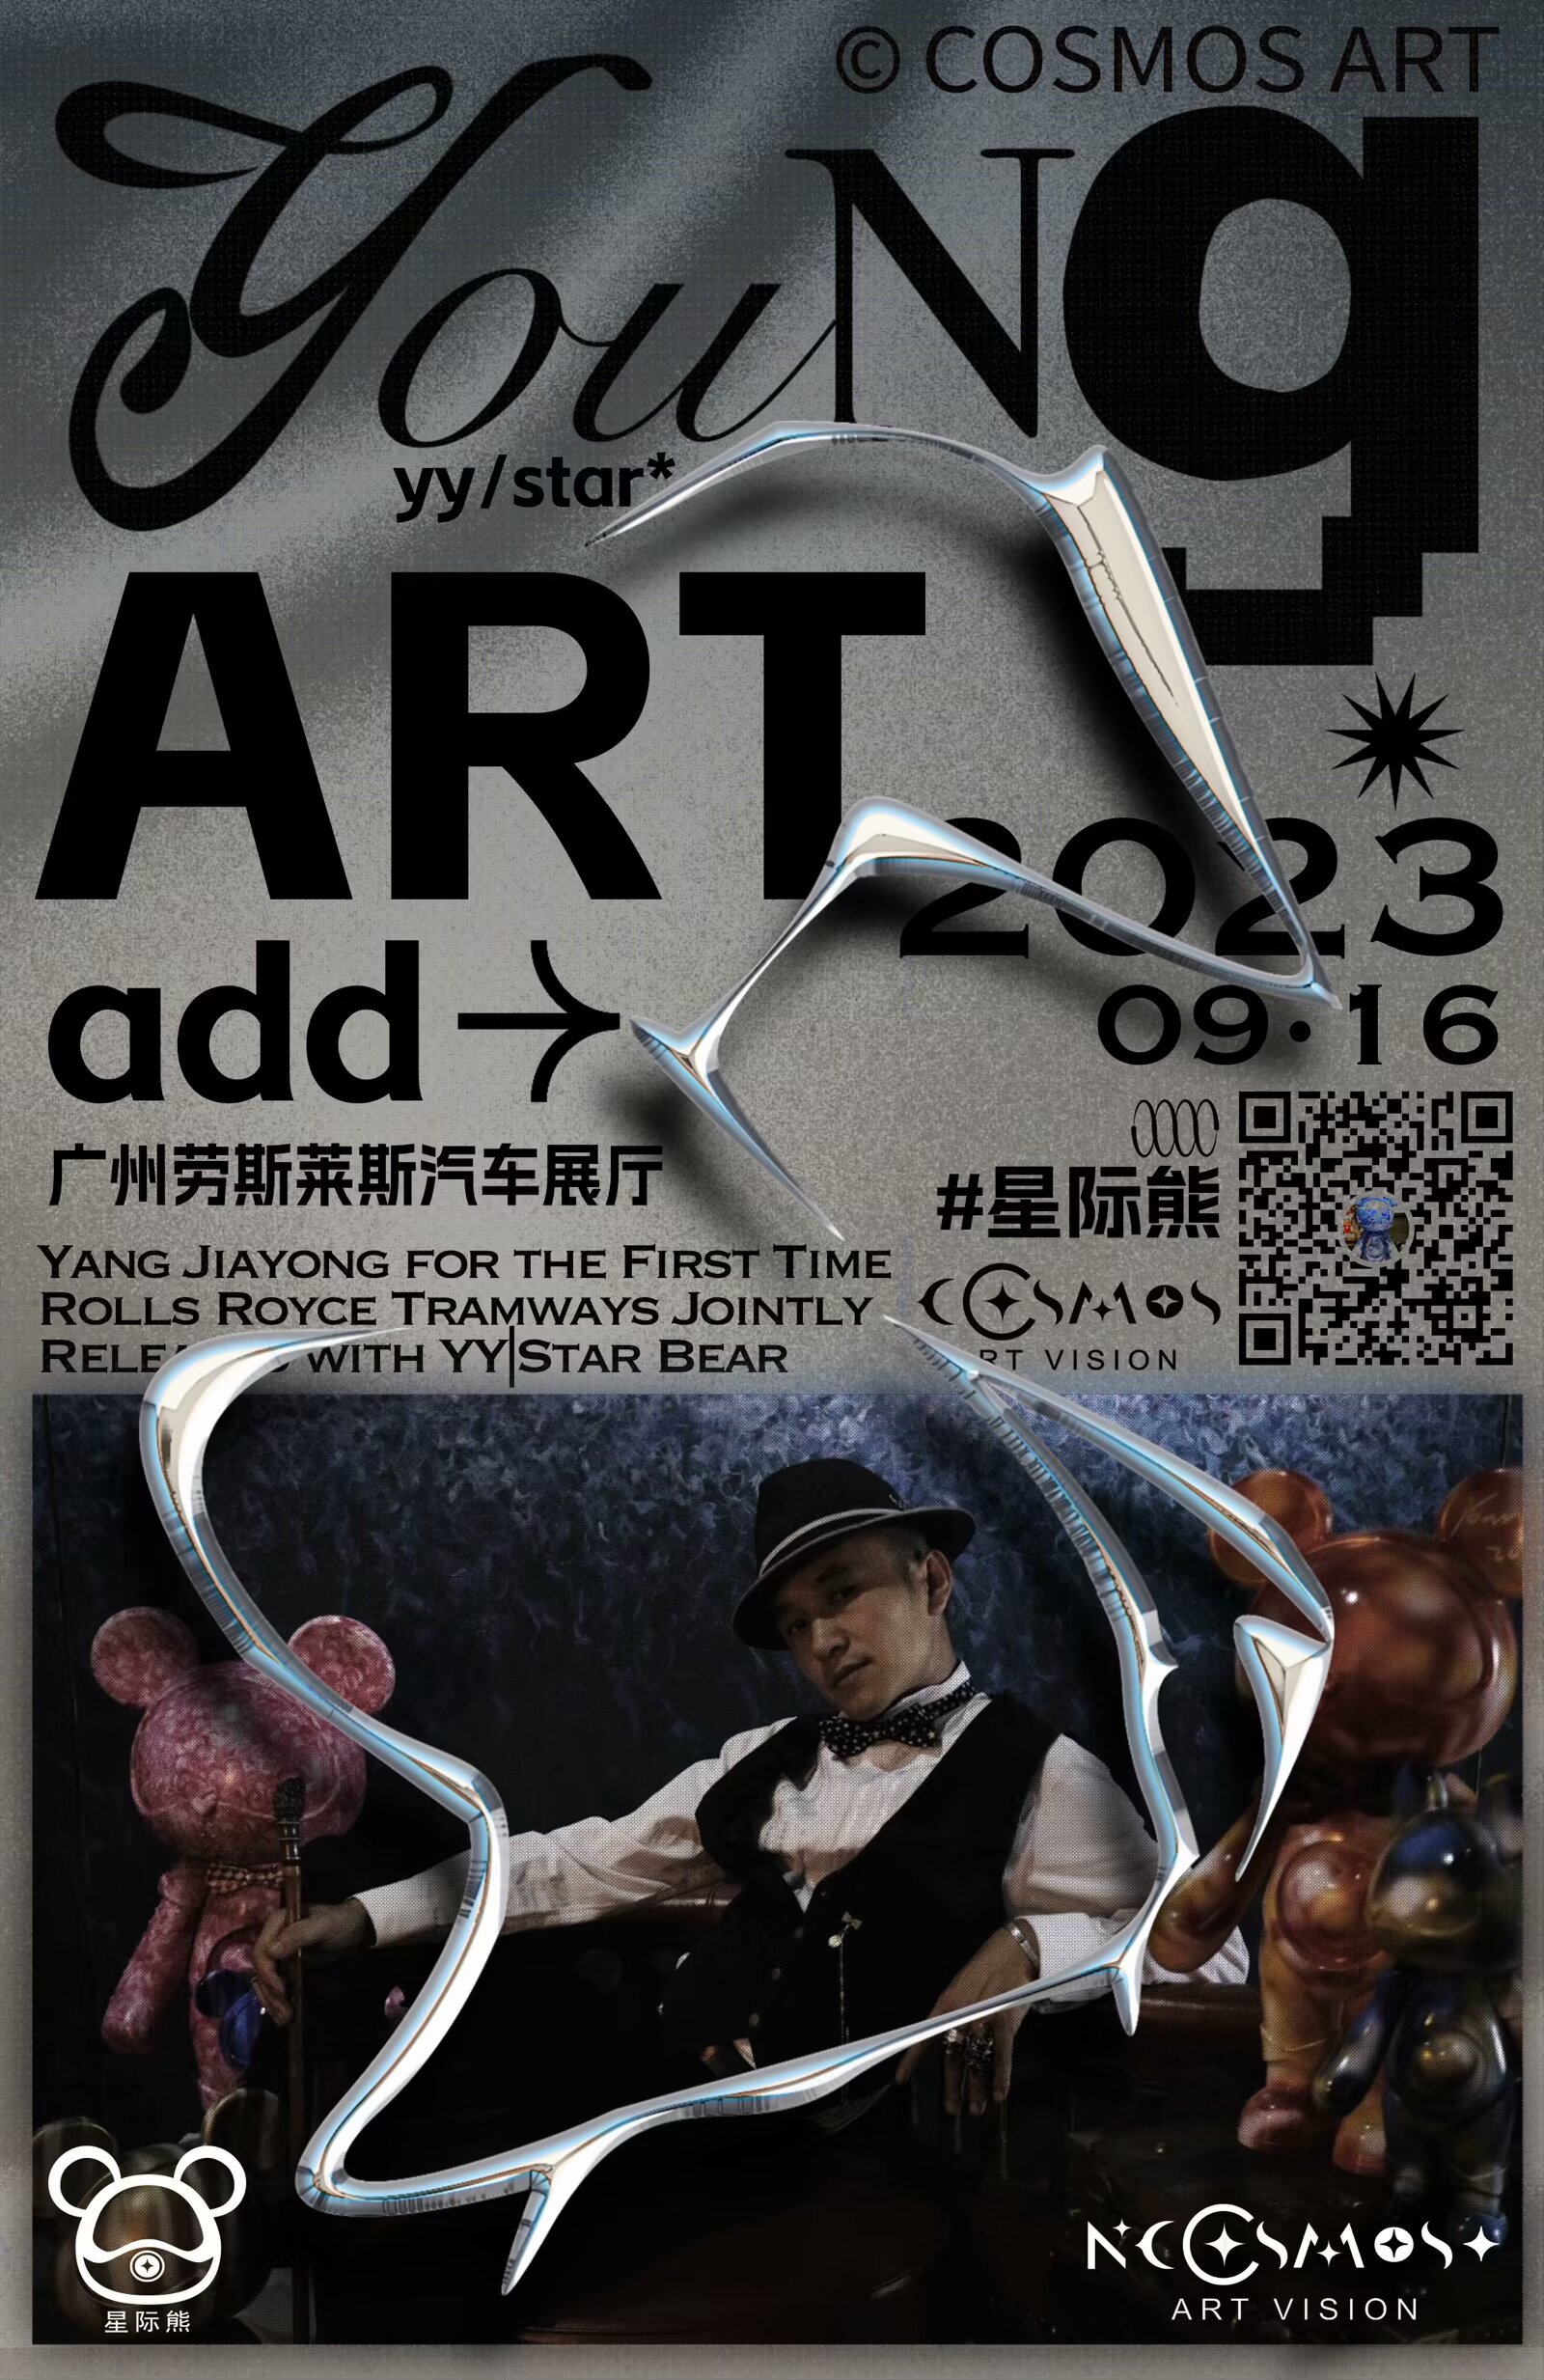 © COSMOS ART
YouNg
yy/star*
ART
2023
09·16
add
广州劳斯莱斯汽车展厅
#星际熊
YANG JIAYONG FOR THE FIRST TIME
ROLLS ROYCE TRAMWAYS JOINTLY
WITH YY|STAR BEAR
COSMOS
ART VISION
星际熊
COSMOS
ART VISION